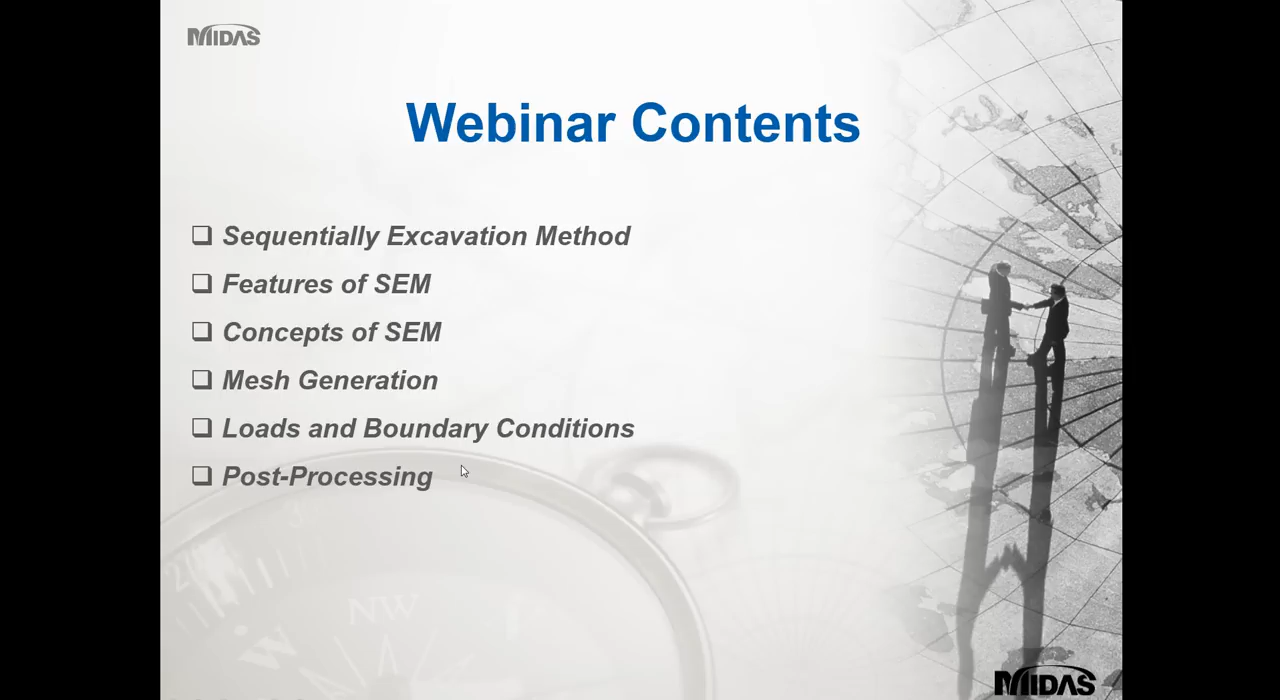 MIDAS
Webinar Contents
Sequentially Excavation Method
Features of SEM
Concepts of SEM
Mesh Generation
Loads and Boundary Conditions
Post-Processing
NW
W
MIDAS